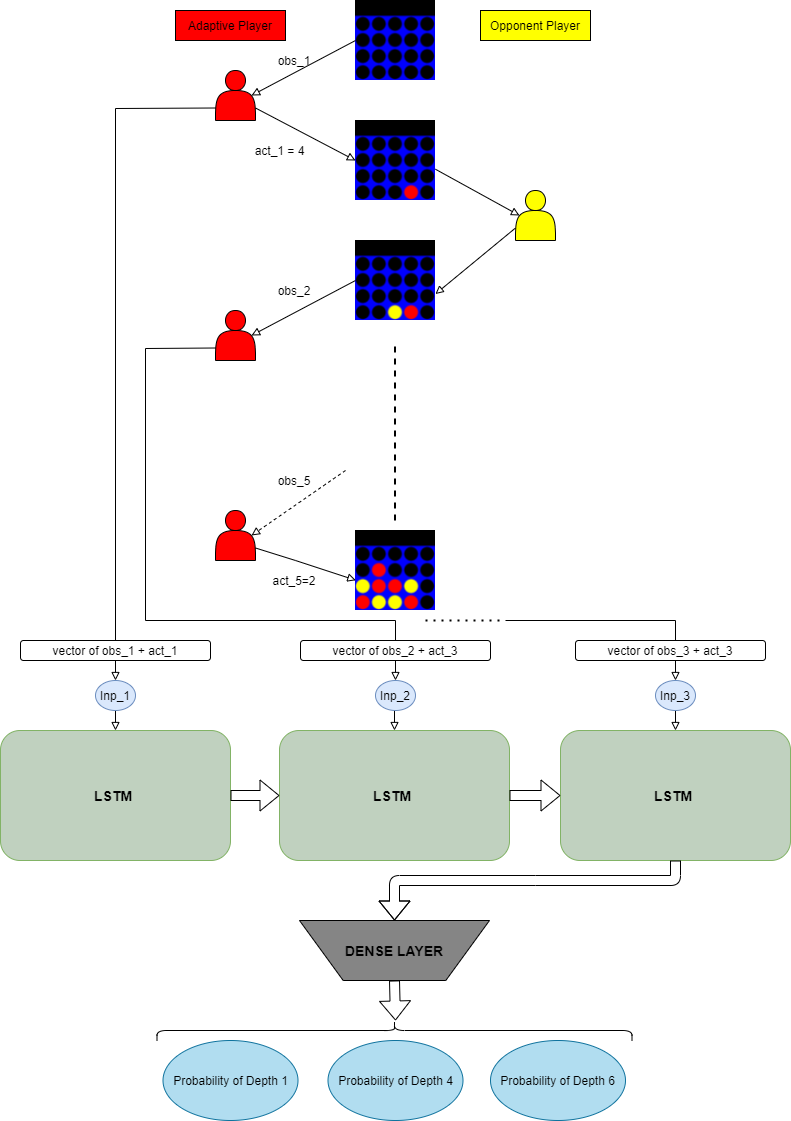 Adaptive Player
Opponent Player
obs_1
act_1 = 4
obs_2
obs_5
act_5=2
vector of obs_1 + act_1
vector of obs_2 + act_3
vector of obs_3 + act_3
Inp_1
Inp_2
Inp_3
LSTM
LSTM
LSTM
DENSE LAYER
Probability of Depth 1
Probability of Depth 4
Probability of Depth 6